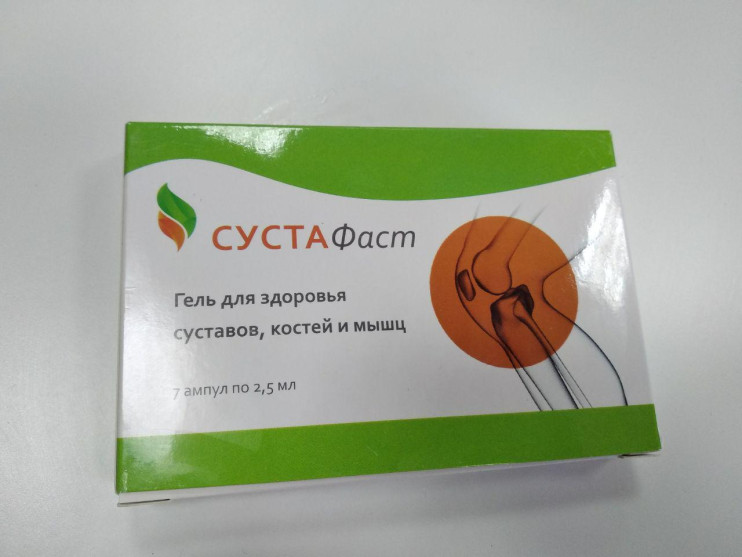 СУСТАФаст
Гель для здоровья
суставов, костей и мышц
7 ампул по 2,5 мл